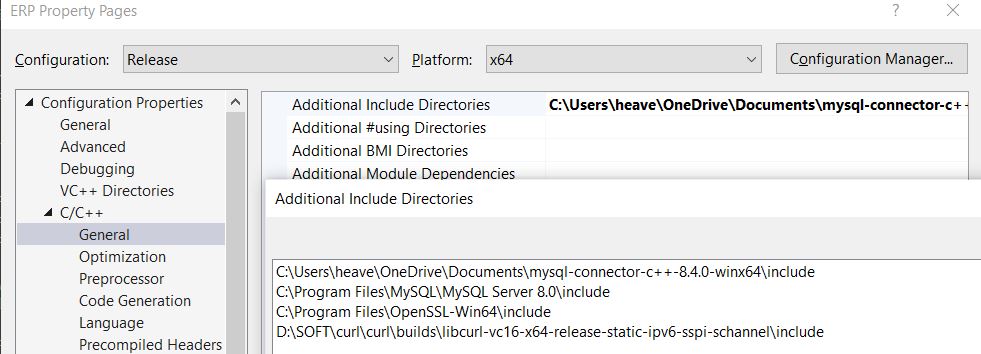 ERP Property Pages
Configuration: Release Platform: x64 Configuration Manager...
Configuration Properties
General
Advanced
Debugging
VC++ Directories
C/C++
General
Optimization
Preprocessor
Code Generation
Language
Precompiled Headers
Additional Include Directories C:\Users\heave\OneDrive\Documents\mysql-connector-c+-
Additional #using Directories
Additional BMI Directories
Additional Module Dependencies
Additional Include Directories
C:\Users\heave\OneDrive\Documents\mysql-connector-c++-8.4.0-winx64\include
C:\Program Files\MySQL\MySQL Server 8.0\include
C:\Program Files\OpenSSL-Win64\include
D:\SOFT\curl\curl\builds\libcurl-vc16-x64-release-static-ipv6-sspi-schannel\include